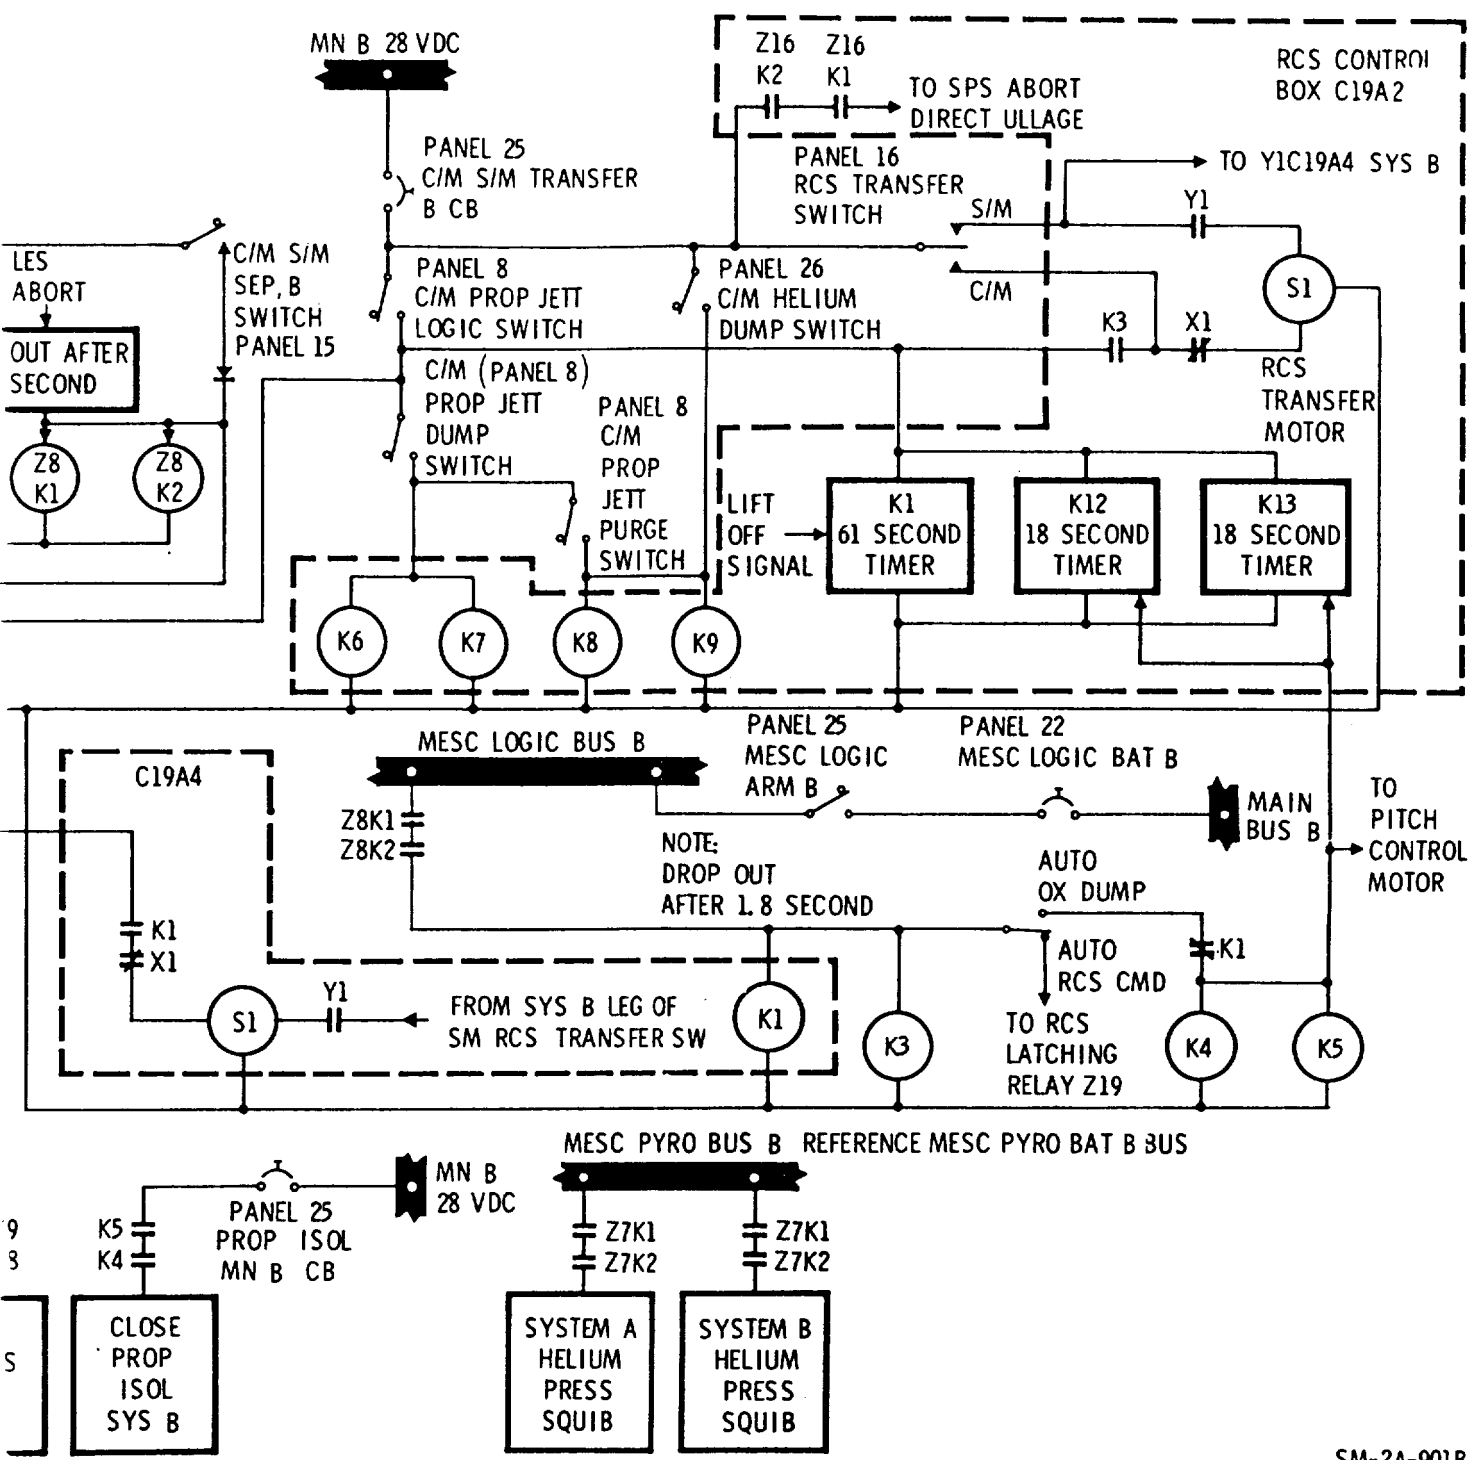 MN B 28 VDC
Z16
K2
Z16
K1
TO SPS ABORT
DIRECT ULLAGE
RCS CONTROL
BOX C19A2
PANEL 25
C/M S/M TRANSFER
B CB
PANEL 16
RCS TRANSFER
SWITCH
S/M
C/M
TO Y1C19A4 SYS B
Y1
S1
K3
X1
RCS
TRANSFER
MOTOR
LES
ABORT
OUT AFTER
SECOND
C/M S/M
SEP, B
SWITCH
PANEL 15
Z8
K1
Z8
K2
PANEL 8
C/M PROP JETT
LOGIC SWITCH
PANEL 26
C/M HELIUM
DUMP SWITCH
C/M (PANEL 8)
PROP JETT
DUMP
SWITCH
PANEL 8
C/M
PROP
JETT
PURGE
SWITCH
LIFT
OFF
SIGNAL
K1
61 SECOND
TIMER
K12
18 SECOND
TIMER
K13
18 SECOND
TIMER
K6
K7
K8
K9
MESC LOGIC BUS B
PANEL 25
MESC LOGIC
ARM B
PANEL 22
MESC LOGIC BAT B
MAIN
BUS B
TO
PITCH
CONTROL
MOTOR
C19A4
Z8K1
Z8K2
NOTE:
DROP OUT
AFTER 1.8 SECOND
AUTO
OX DUMP
AUTO
RCS CMD
K1
K1
X1
S1
Y1
FROM SYS B LEG OF
SM RCS TRANSFER SW
K1
K3
TO RCS
LATCHING
RELAY Z19
K4
K5
MESC PYRO BUS B REFERENCE MESC PYRO BAT B BUS
MN B
28 VDC
PANEL 25
PROP ISOL
MN B CB
9
K5
K4
Z7K1
Z7K2
Z7K1
Z7K2
S
CLOSE
PROP
ISOL
SYS B
SYSTEM A
HELIUM
PRESS
SQUIB
SYSTEM B
HELIUM
PRESS
SQUIB
SM-2A-901B